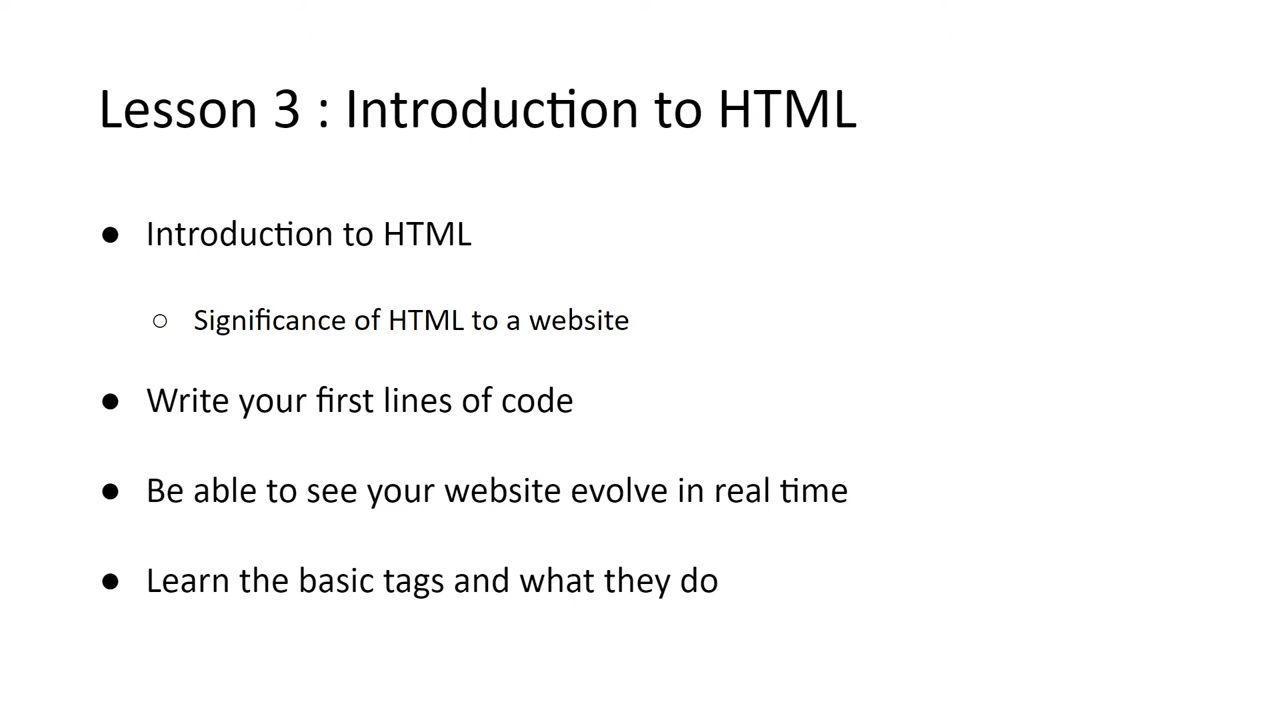 Lesson 3 : Introduction to HTML
● Introduction to HTML
○ Significance of HTML to a website
● Write your first lines of code
● Be able to see your website evolve in real time
● Learn the basic tags and what they do